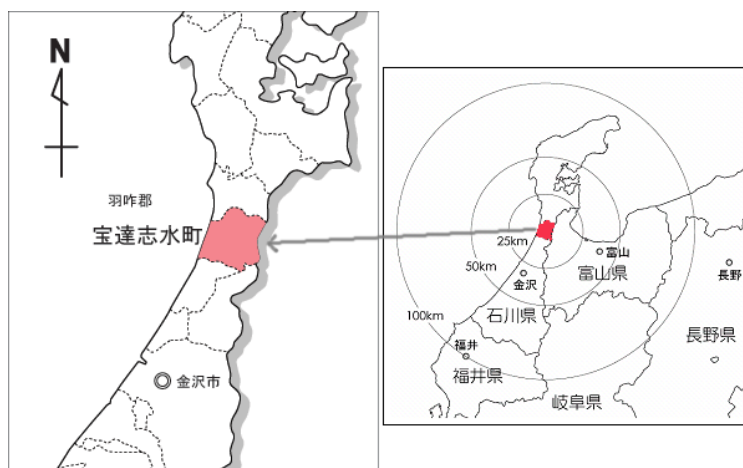 N
羽咋郡
宝達志水町
金沢市
25km
50km
100km
富山
富山県
金沢
石川県
長野
長野県
福井
福井県
岐阜県